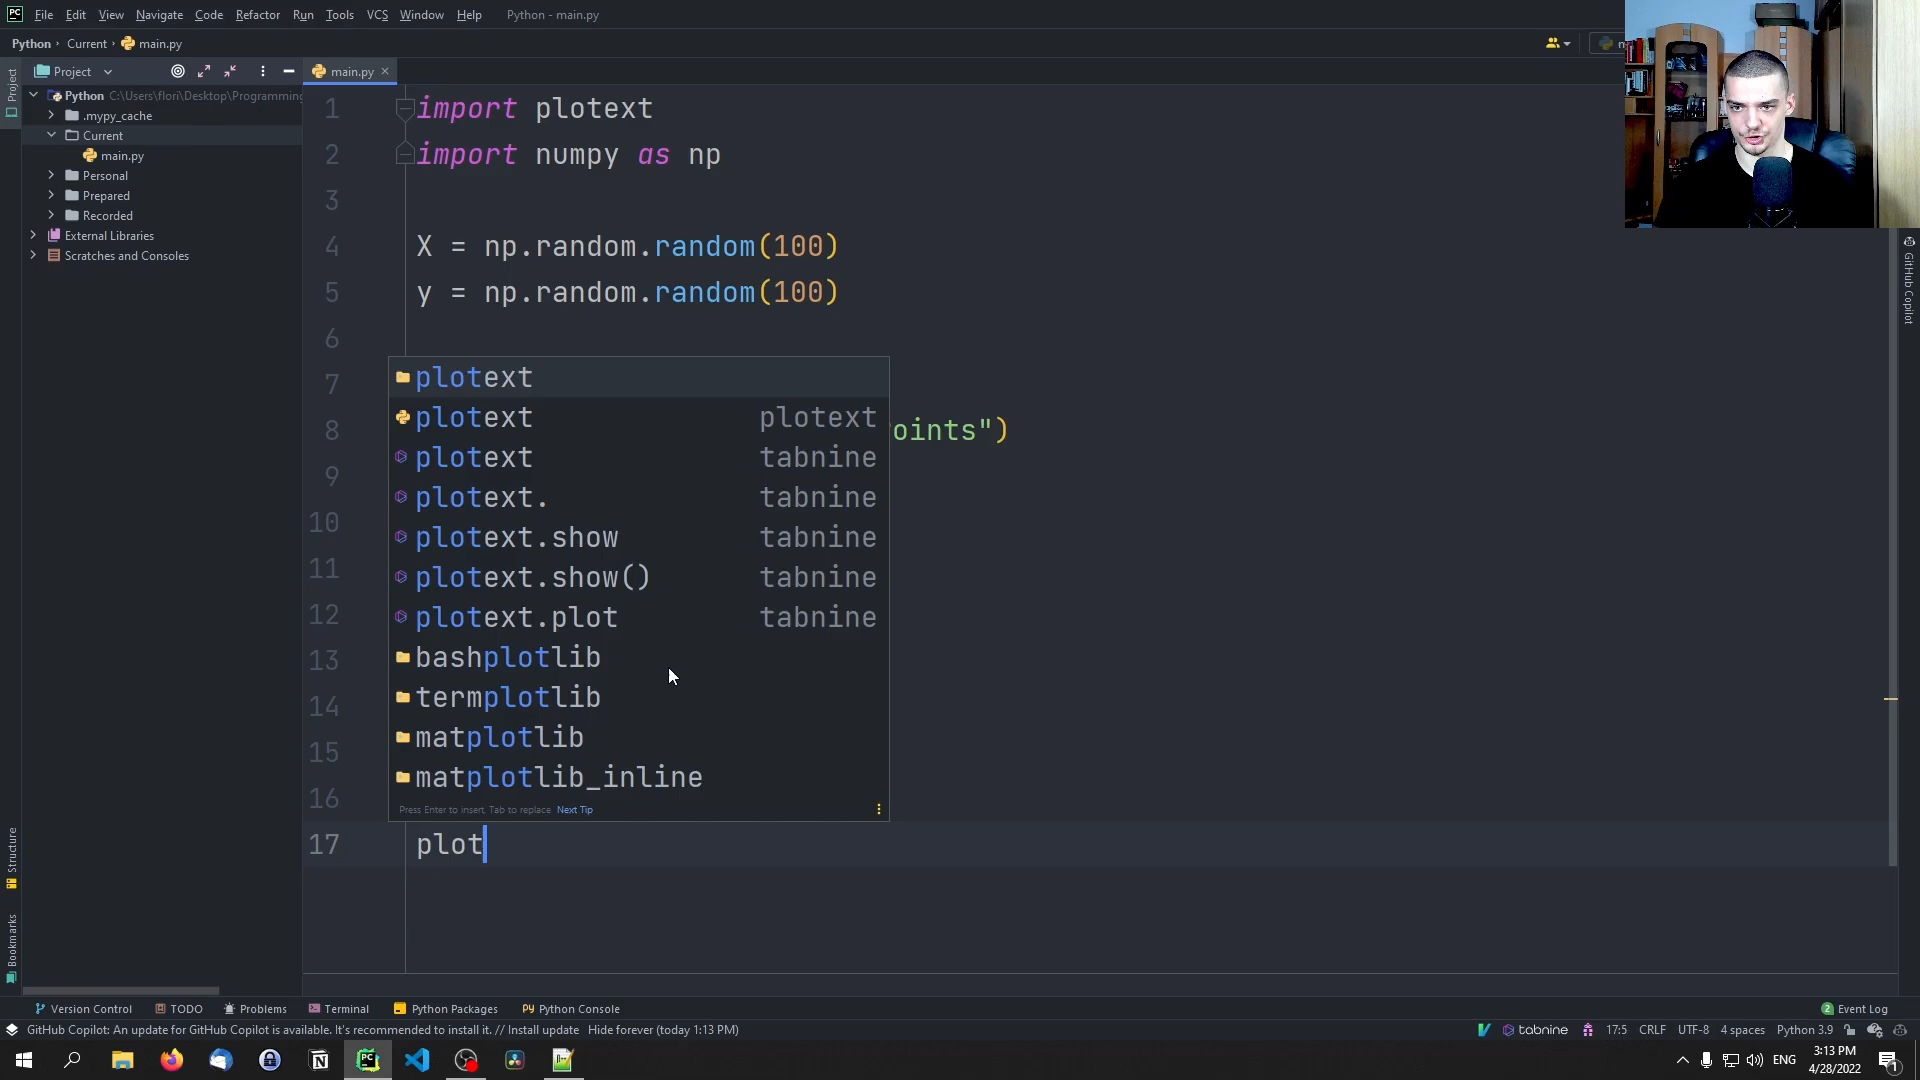 File Edit View Navigate Code Refactor Run Tools VCS Window Help Python - main.py
Python › Current › main.py
Project
main.py
Project
Python C:\Users\flori\Desktop\Programming
.mypy_cache
Current
main.py
Personal
Prepared
Recorded
External Libraries
Scratches and Consoles
1 import plotext
2 import numpy as np
3
4 X = np.random.random(100)
5 y = np.random.random(100)
6
7
8 oints")
9
10
11
12
13
14
15
16
17 plot
plotext
plotext plotext
plotext tabnine
plotext. tabnine
plotext.show tabnine
plotext.show() tabnine
plotext.plot tabnine
bashplotlib
termplotlib
matplotlib
matplotlib_inline
Press Enter to insert, Tab to replace Next Tip
GitHub Copilot
Structure
Bookmarks
Version Control TODO Problems Terminal Python Packages Python Console 2 Event Log
GitHub Copilot: An update for GitHub Copilot is available. It's recommended to install it. // Install update Hide forever (today 1:13 PM) tabnine 17:5 CRLF UTF-8 4 spaces Python 3.9
ENG 3:13 PM
4/28/2022
1